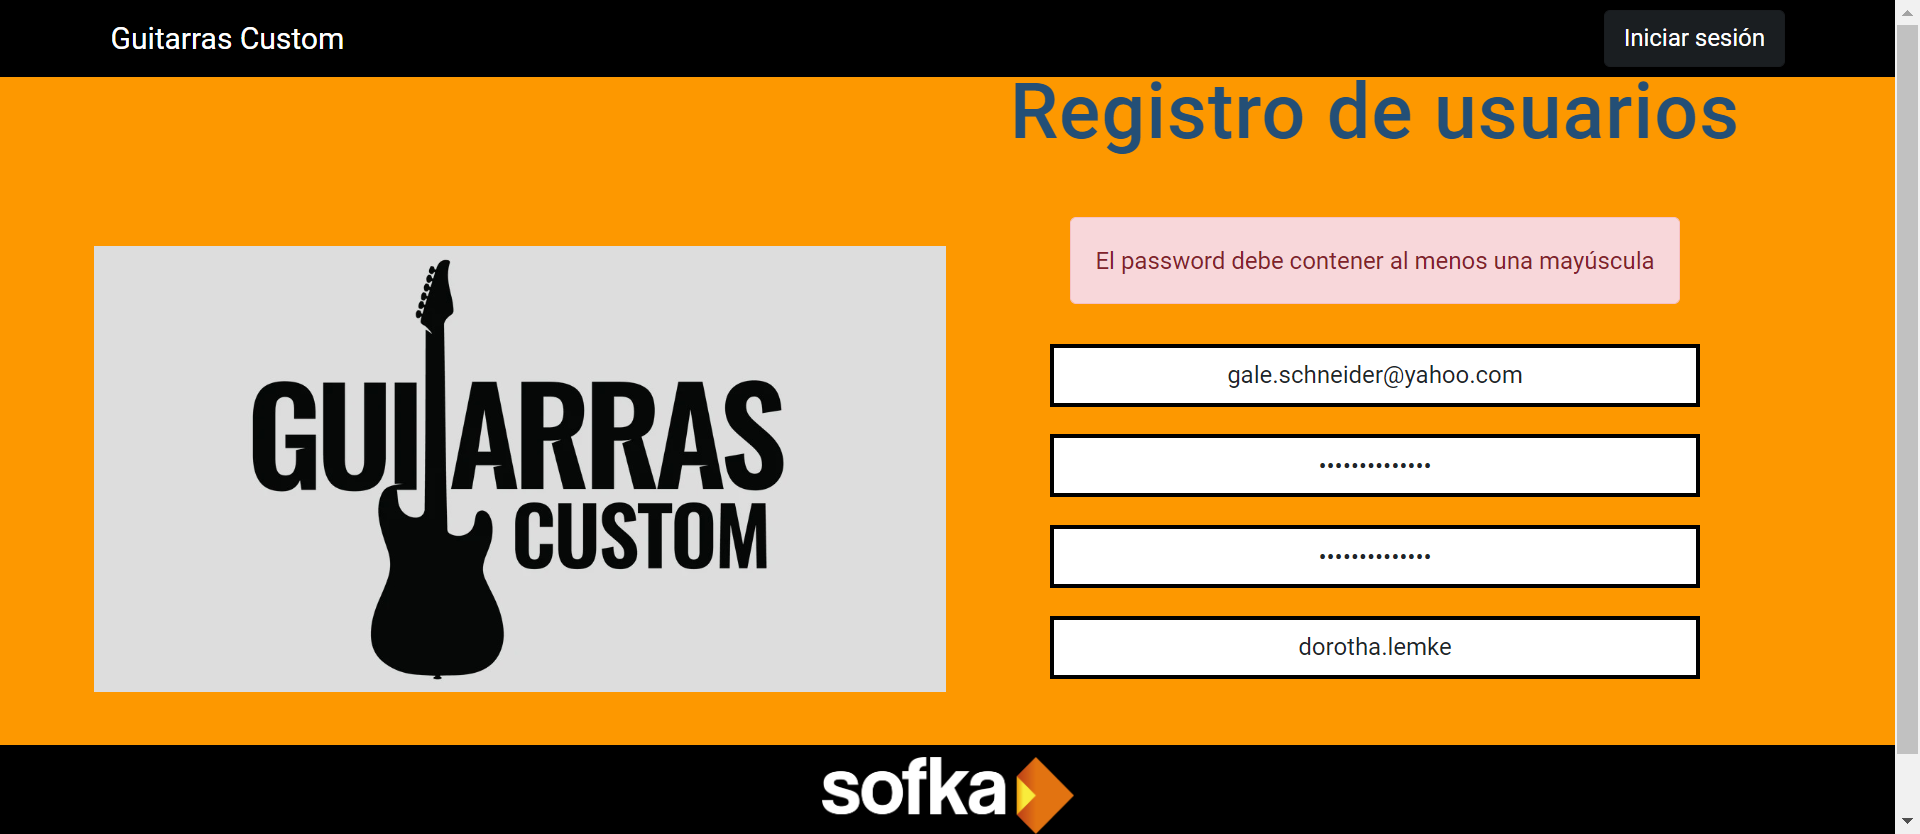 Guitarras Custom
Iniciar sesión
Registro de usuarios
El password debe contener al menos una mayúscula
GUITARRAS
CUSTOM
gale.schneider@yahoo.com
••••••••••••••
••••••••••••••
dorotha.lemke
sofka